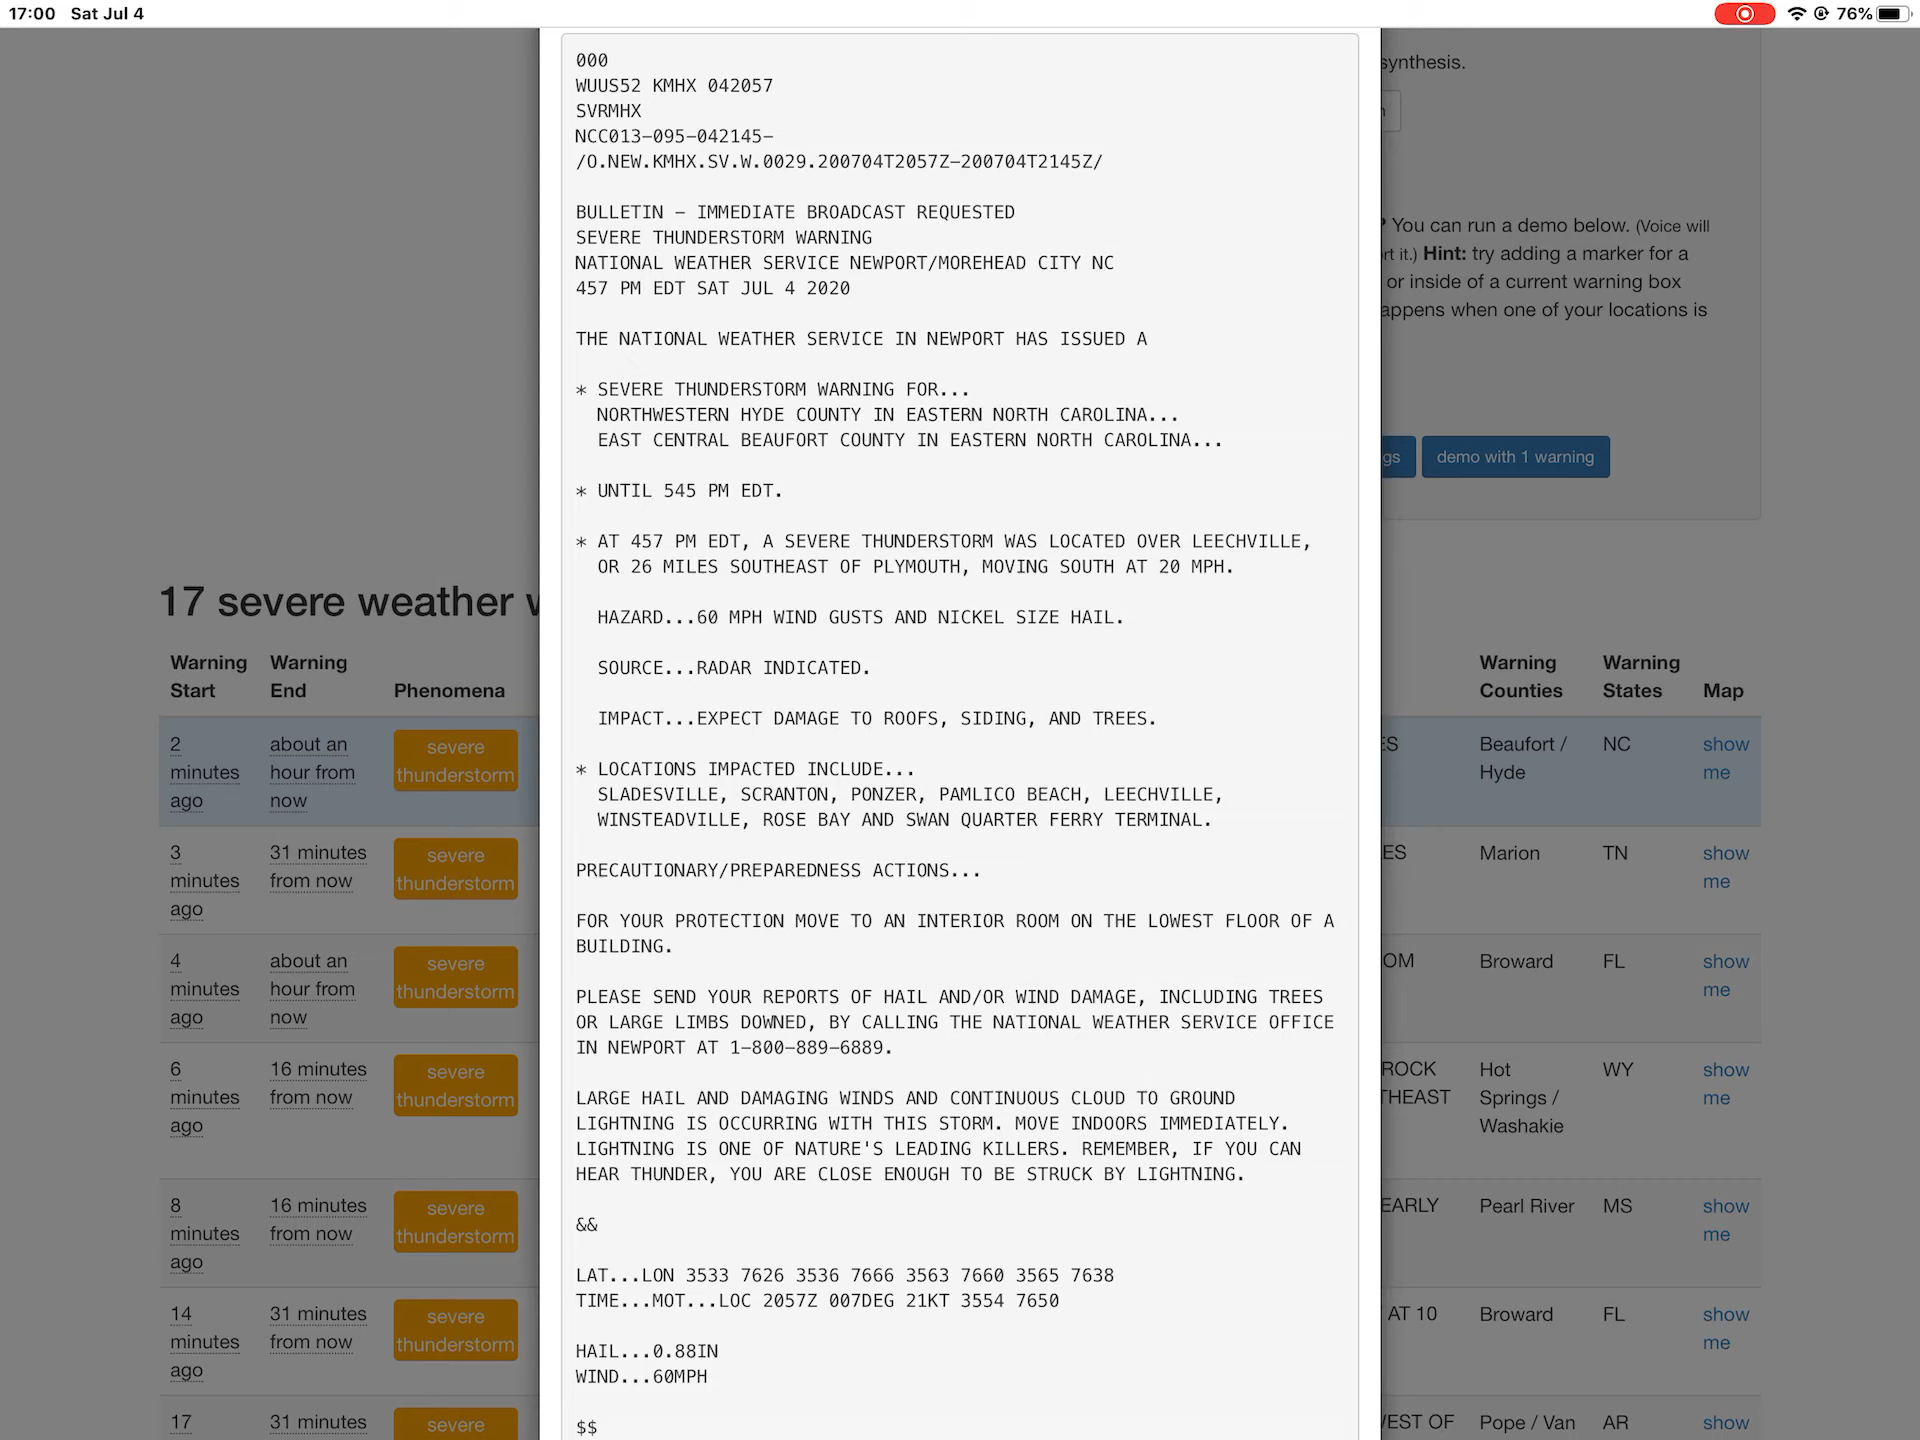 17:00 Sat Jul 4
76%
000
WUUS52 KMHX 042057
SVRMHX
NCC013-095-042145-
/O.NEW.KMHX.SV.W.0029.200704T2057Z-200704T2145Z/
BULLETIN - IMMEDIATE BROADCAST REQUESTED
SEVERE THUNDERSTORM WARNING
NATIONAL WEATHER SERVICE NEWPORT/MOREHEAD CITY NC
457 PM EDT SAT JUL 4 2020
THE NATIONAL WEATHER SERVICE IN NEWPORT HAS ISSUED A
* SEVERE THUNDERSTORM WARNING FOR...
NORTHWESTERN HYDE COUNTY IN EASTERN NORTH CAROLINA...
EAST CENTRAL BEAUFORT COUNTY IN EASTERN NORTH CAROLINA...
* UNTIL 545 PM EDT.
* AT 457 PM EDT, A SEVERE THUNDERSTORM WAS LOCATED OVER LEECHVILLE,
OR 26 MILES SOUTHEAST OF PLYMOUTH, MOVING SOUTH AT 20 MPH.
HAZARD...60 MPH WIND GUSTS AND NICKEL SIZE HAIL.
SOURCE...RADAR INDICATED.
IMPACT...EXPECT DAMAGE TO ROOFS, SIDING, AND TREES.
* LOCATIONS IMPACTED INCLUDE...
SLADESVILLE, SCRANTON, PONZER, PAMLICO BEACH, LEECHVILLE,
WINSTEADVILLE, ROSE BAY AND SWAN QUARTER FERRY TERMINAL.
PRECAUTIONARY/PREPAREDNESS ACTIONS...
FOR YOUR PROTECTION MOVE TO AN INTERIOR ROOM ON THE LOWEST FLOOR OF A
BUILDING.
PLEASE SEND YOUR REPORTS OF HAIL AND/OR WIND DAMAGE, INCLUDING TREES
OR LARGE LIMBS DOWNED, BY CALLING THE NATIONAL WEATHER SERVICE OFFICE
IN NEWPORT AT 1-800-889-6889.
LARGE HAIL AND DAMAGING WINDS AND CONTINUOUS CLOUD TO GROUND
LIGHTNING IS OCCURRING WITH THIS STORM. MOVE INDOORS IMMEDIATELY.
LIGHTNING IS ONE OF NATURE'S LEADING KILLERS. REMEMBER, IF YOU CAN
HEAR THUNDER, YOU ARE CLOSE ENOUGH TO BE STRUCK BY LIGHTNING.
&&
LAT...LON 3533 7626 3536 7666 3563 7660 3565 7638
TIME...MOT...LOC 2057Z 007DEG 21KT 3554 7650
HAIL...0.88IN
WIND...60MPH
$$
synthesis.
? You can run a demo below. (Voice will
it.) Hint: try adding a marker for a
or inside of a current warning box
when one of your locations is
demo with 1 warning
17 severe weather
Warning Start
Warning End
Phenomena
Warning Counties
Warning States
Map
2 minutes ago
about an hour from now
severe thunderstorm
Beaufort / Hyde
NC
show me
3 minutes ago
31 minutes from now
severe thunderstorm
Marion
TN
show me
4 minutes ago
about an hour from now
severe thunderstorm
Broward
FL
show me
6 minutes ago
16 minutes from now
severe thunderstorm
ROCK
Hot Springs / Washakie
WY
show me
8 minutes ago
16 minutes from now
severe thunderstorm
Pearl River
MS
show me
14 minutes ago
31 minutes from now
severe thunderstorm
AT 10
Broward
FL
show me
17
31 minutes
severe
OF
Pope / Van
AR
show